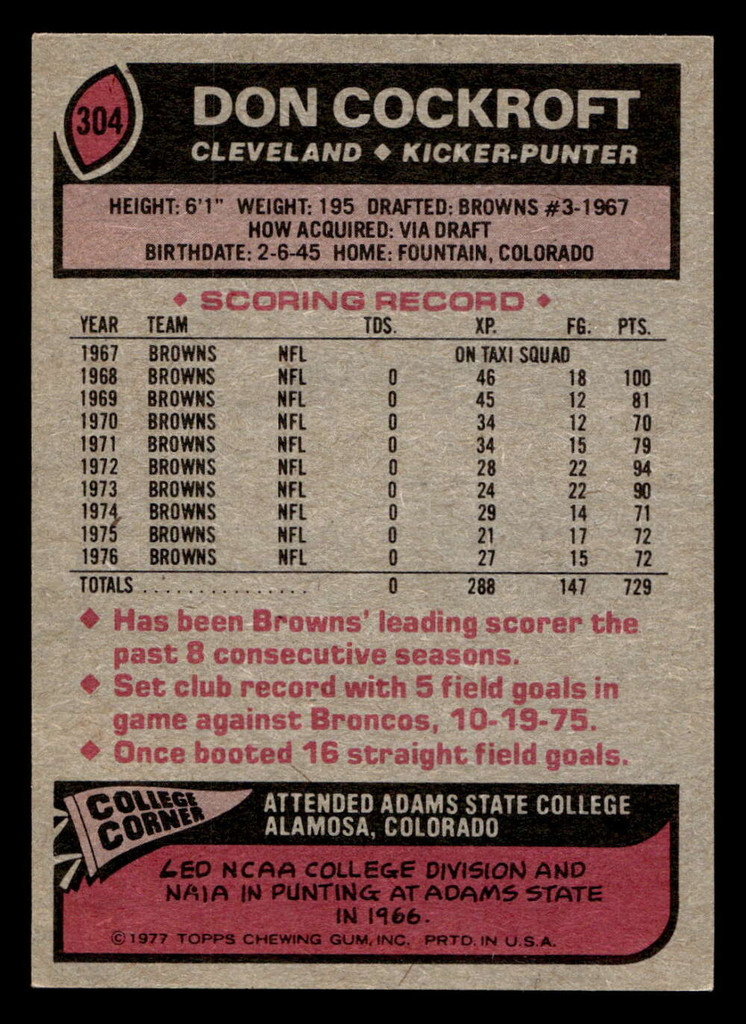 304
DON COCKROFT
CLEVELAND ◆ KICKER-PUNTER
HEIGHT: 6'1" WEIGHT: 195 DRAFTED: BROWNS #3-1967
HOW ACQUIRED: VIA DRAFT
BIRTHDATE: 2-6-45 HOME: FOUNTAIN, COLORADO
◆ SCORING RECORD ◆
YEAR TEAM TDS. XP. FG. PTS.
1967 BROWNS NFL ON TAXI SQUAD
1968 BROWNS NFL 0 46 18 100
1969 BROWNS NFL 0 45 12 81
1970 BROWNS NFL 0 34 12 70
1971 BROWNS NFL 0 34 15 79
1972 BROWNS NFL 0 28 22 94
1973 BROWNS NFL 0 24 22 90
1974 BROWNS NFL 0 29 14 71
1975 BROWNS NFL 0 21 17 72
1976 BROWNS NFL 0 27 15 72
TOTALS ............... 0 288 147 729
◆ Has been Browns' leading scorer the
past 8 consecutive seasons.
◆ Set club record with 5 field goals in
game against Broncos, 10-19-75.
◆ Once booted 16 straight field goals.
COLLEGE
CORNER
ATTENDED ADAMS STATE COLLEGE
ALAMOSA, COLORADO
LED NCAA COLLEGE DIVISION AND
NAIA IN PUNTING AT ADAMS STATE
IN 1966.
©1977 TOPPS CHEWING GUM, INC. PRTD. IN U.S.A.